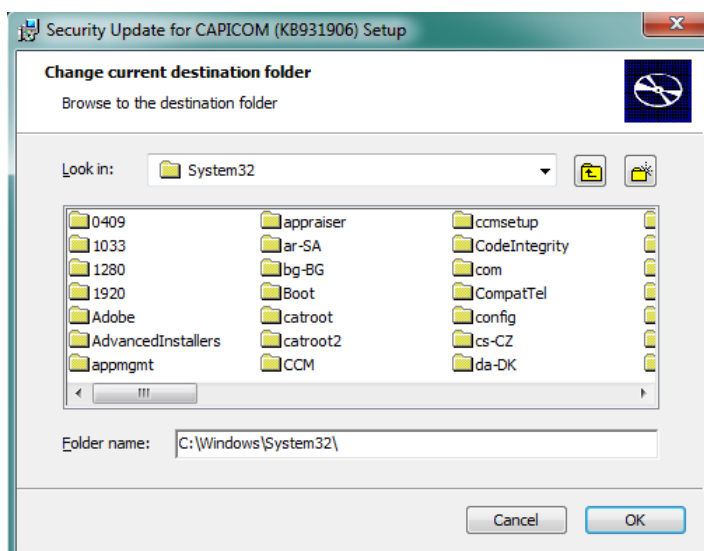 Security Update for CAPICOM (KB931906) Setup
Change current destination folder
Browse to the destination folder
Look in: System32
0409 appraiser ccmsetup
1033 ar-SA CodeIntegrity
1280 bg-BG com
1920 Boot CompatTel
Adobe catroot config
AdvancedInstallers catroot2 cs-CZ
appmgmt CCM da-DK
Folder name: C:\Windows\System32\
Cancel OK